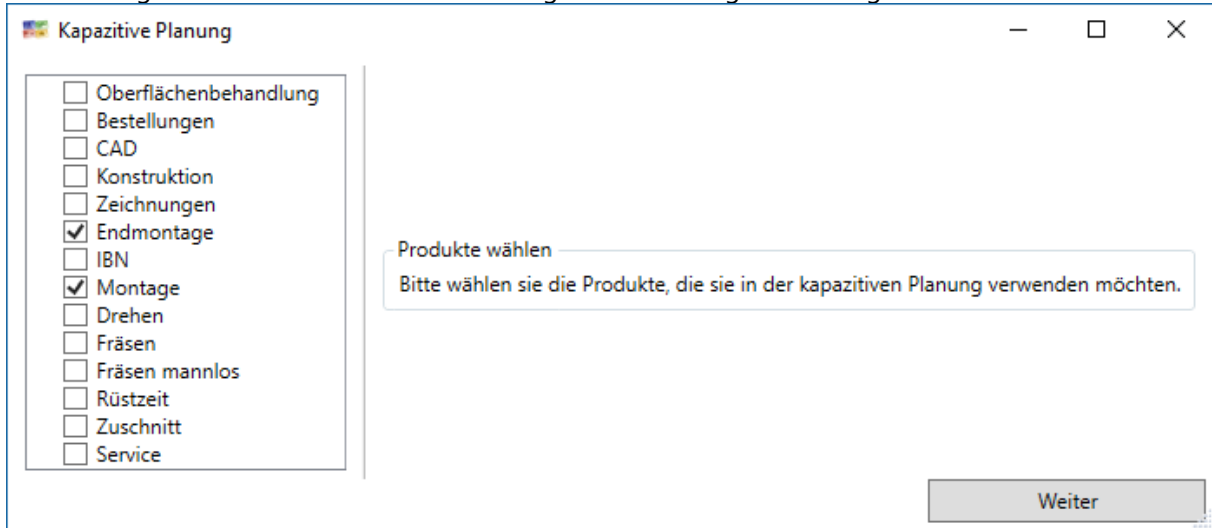 Kapazitive Planung
Oberflächenbehandlung
Bestellungen
CAD
Konstruktion
Zeichnungen
Endmontage
IBN
Montage
Drehen
Fräsen
Fräsen mannlos
Rüstzeit
Zuschnitt
Service
Produkte wählen
Bitte wählen sie die Produkte, die sie in der kapazitiven Planung verwenden möchten.
Weiter